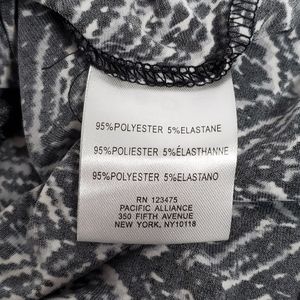 95%POLYESTER 5%ELASTANE
95%POLIESTER 5%ÉLASTHANNE
95%POLYESTER 5%ELASTANO
RN 123475
PACIFIC ALLIANCE
350 FIFTH AVENUE
NEW YORK, NY10118